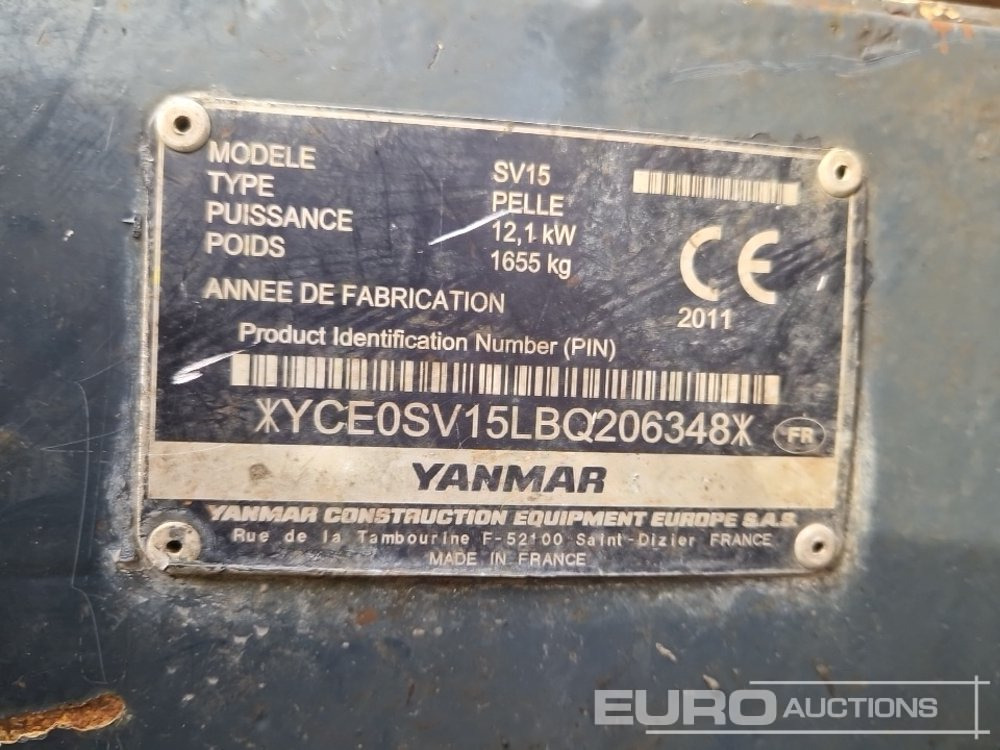 MODELE SV15
TYPE PELLE
PUISSANCE 12,1 kW
POIDS 1655 kg
CE
ANNEE DE FABRICATION 2011
Product Identification Number (PIN)
*YCE0SV15LBQ206348*
FR
YANMAR
YANMAR CONSTRUCTION EQUIPMENT EUROPE S.A.S.
Rue de la Tambourine F-52100 Saint-Dizier FRANCE
MADE IN FRANCE
EURO AUCTIONS